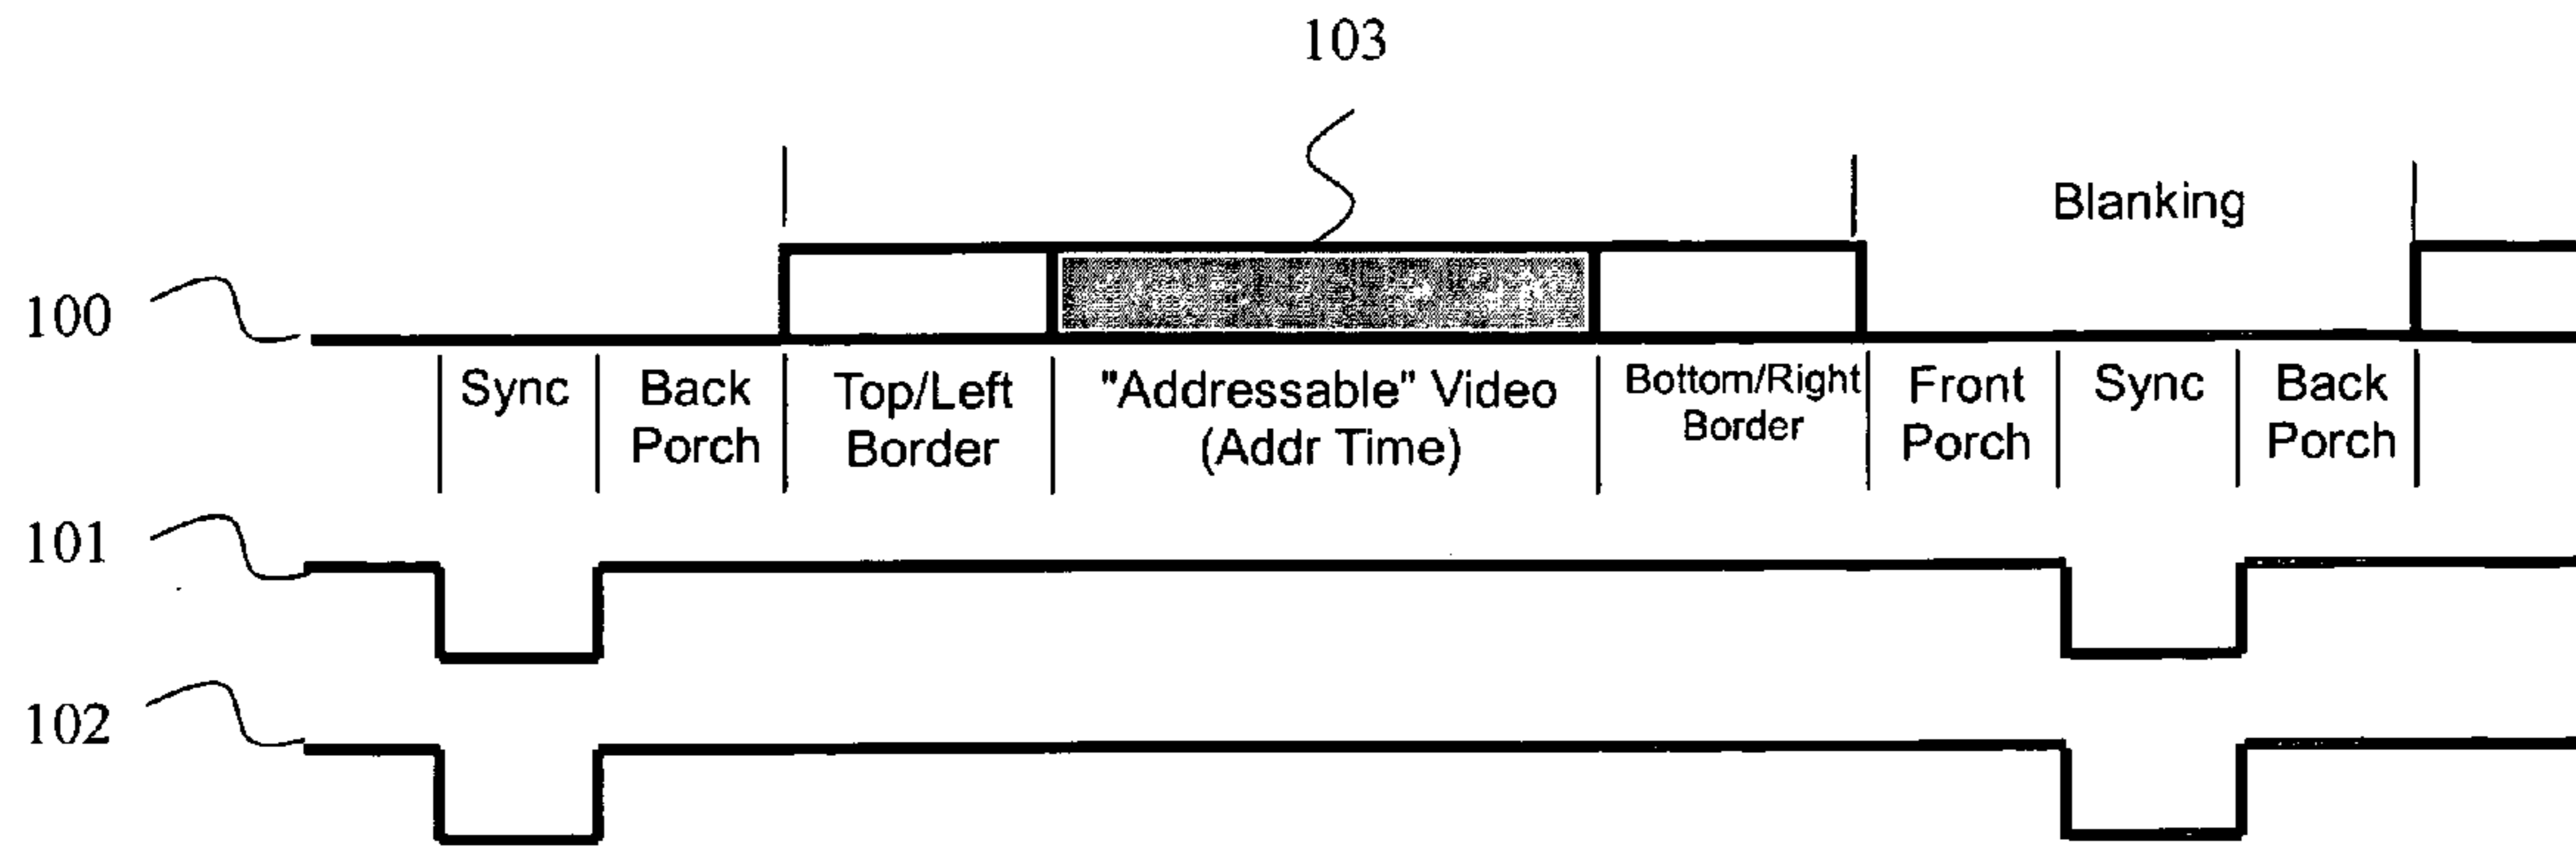 103
Blanking
100
Sync
Back
Porch
Top/Left
Border
"Addressable" Video
(Addr Time)
Bottom/Right
Border
Front
Porch
Sync
Back
Porch
101
102